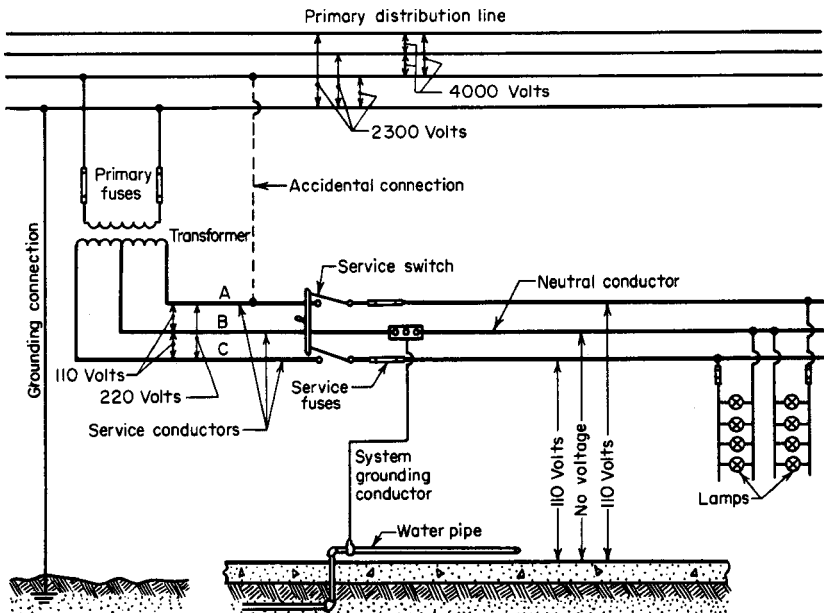 Primary distribution line
4000 Volts
2300 Volts
Primary
fuses
Accidental connection
Transformer
Grounding connection
A
Service switch
Neutral conductor
B
C
110 Volts
220 Volts
Service
fuses
Service conductors
System
grounding
conductor
110 Volts
No voltage
110 Volts
Lamps
Water pipe